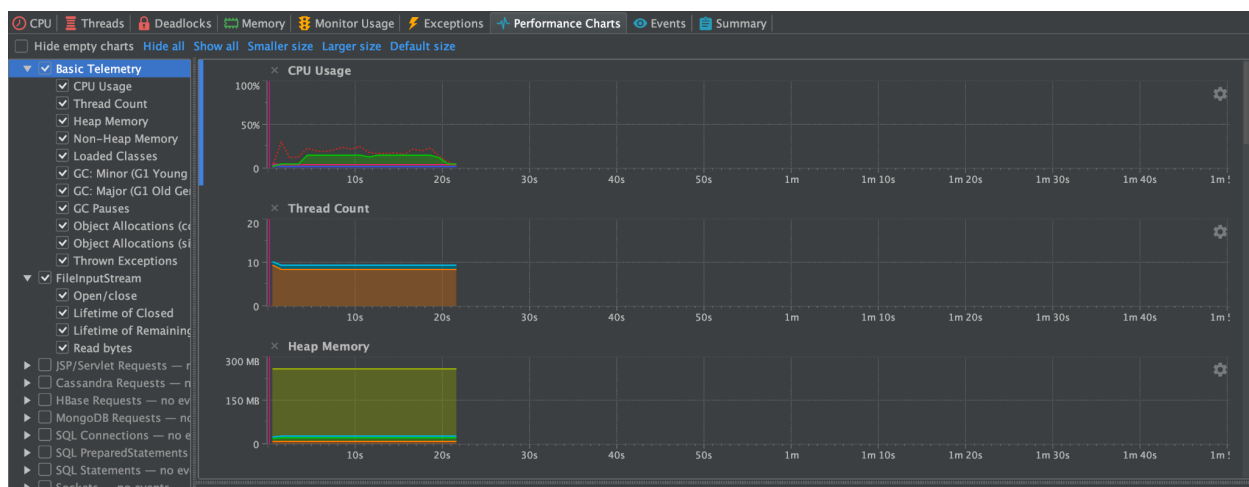 CPU Threads Deadlocks Memory Monitor Usage Exceptions Performance Charts Events Summary
Hide empty charts Hide all Show all Smaller size Larger size Default size
Basic Telemetry
CPU Usage
Thread Count
Heap Memory
Non-Heap Memory
Loaded Classes
GC: Minor (G1 Young
GC: Major (G1 Old Ge
GC Pauses
Object Allocations (co
Object Allocations (si
Thrown Exceptions
FileInputStream
Open/close
Lifetime of Closed
Lifetime of Remaining
Read bytes
JSP/Servlet Requests — r
Cassandra Requests — n
HBase Requests — no ev
MongoDB Requests — no
SQL Connections — no e
SQL PreparedStatements
SQL Statements — no ev
Sockets — no events
CPU Usage
100%
50%
0
10s 20s 30s 40s 50s 1m 1m 10s 1m 20s 1m 30s 1m 40s 1m
Thread Count
20
10
0
10s 20s 30s 40s 50s 1m 1m 10s 1m 20s 1m 30s 1m 40s 1m
Heap Memory
300 MB
150 MB
0
10s 20s 30s 40s 50s 1m 1m 10s 1m 20s 1m 30s 1m 40s 1m